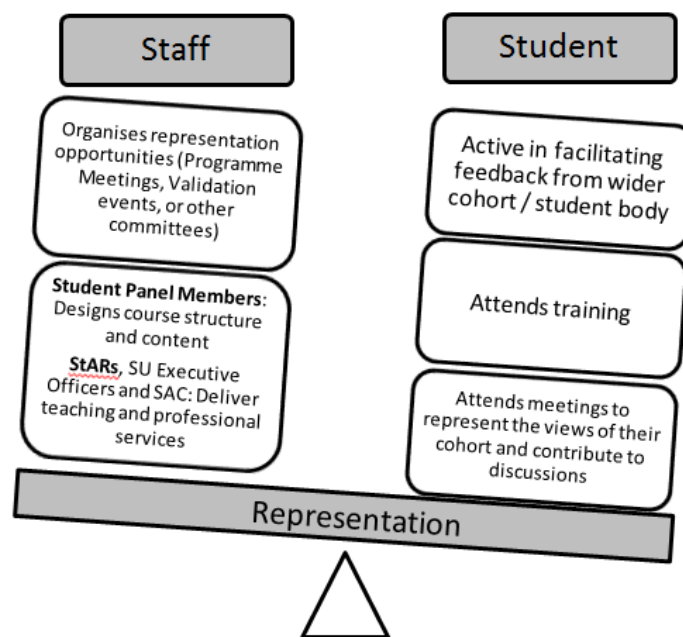 Staff
Organises representation
opportunities (Programme
Meetings, Validation
events, or other
committees)
Student Panel Members:
Designs course structure
and content
StARs, SU Executive
Officers and SAC: Deliver
teaching and professional
services
Student
Active in facilitating
feedback from wider
cohort / student body
Attends training
Attends meetings to
represent the views of their
cohort and contribute to
discussions
Representation